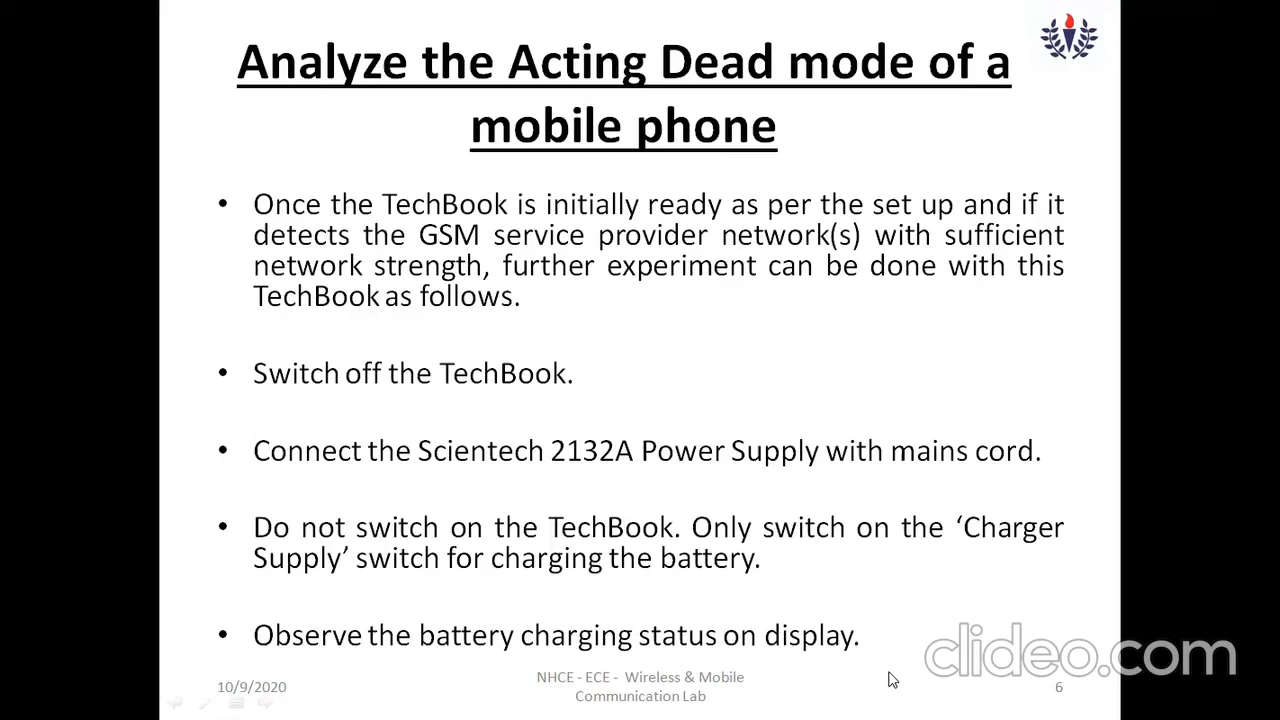 Analyze the Acting Dead mode of a
mobile phone
• Once the TechBook is initially ready as per the set up and if it
detects the GSM service provider network(s) with sufficient
network strength, further experiment can be done with this
TechBook as follows.
• Switch off the TechBook.
• Connect the Scientech 2132A Power Supply with mains cord.
• Do not switch on the TechBook. Only switch on the ‘Charger
Supply’ switch for charging the battery.
• Observe the battery charging status on display.
clideo.com
10/9/2020
NHCE - ECE - Wireless & Mobile
Communication Lab
6